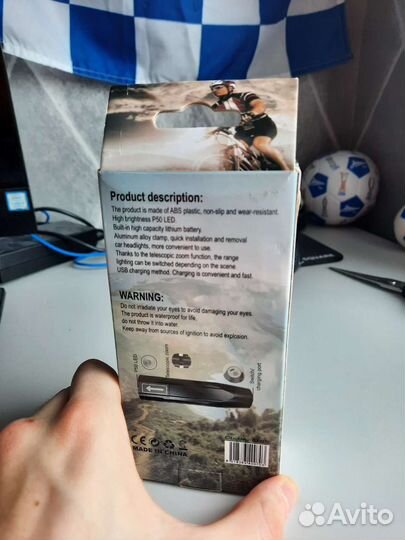 Product description:
The product is made of ABS plastic, non-slip and wear-resistant.
High brightness P50 LED.
Built-in high capacity lithium battery.
Aluminum alloy clamp, quick installation and removal
car headlights, more convenient to use.
Thanks to the telescopic zoom function, the range
lighting can be switched depending on the scene
USB charging method. Charging is convenient and fast.
WARNING:
Do not irradiate your eyes to avoid damaging your eyes.
The product is waterproof for life.
do not throw it into water.
Keep away from sources of ignition to avoid explosion.
P50 LED
Telescopic zoom
Switch/
charging port
CE
MADE IN CHINA
Avito